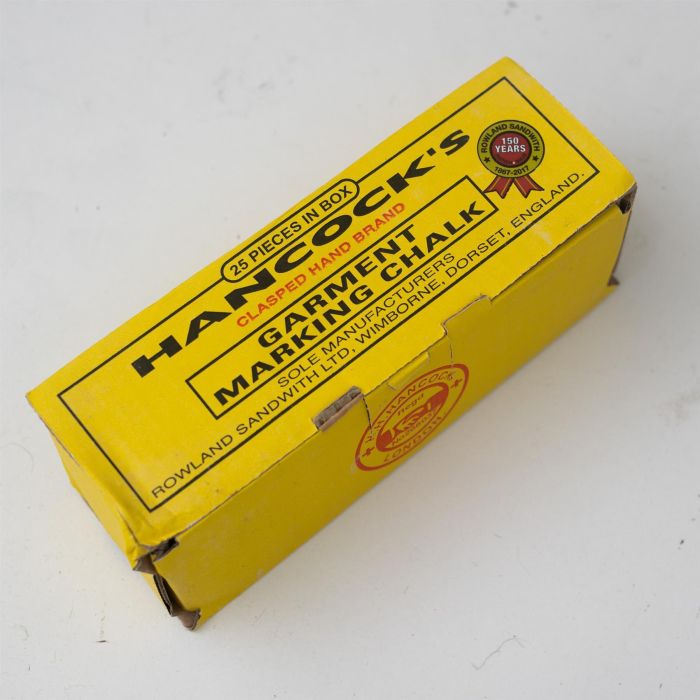 25 PIECES IN BOX
HANCOCK'S
CLASPED HAND BRAND
GARMENT
MARKING CHALK
SOLE MANUFACTURERS
ROWLAND SANDWITH LTD, WIMBORNE, DORSET, ENGLAND.
ROWLAND SANDWITH
150
YEARS
1867-2017
HANCOCK
Regd
LONDON